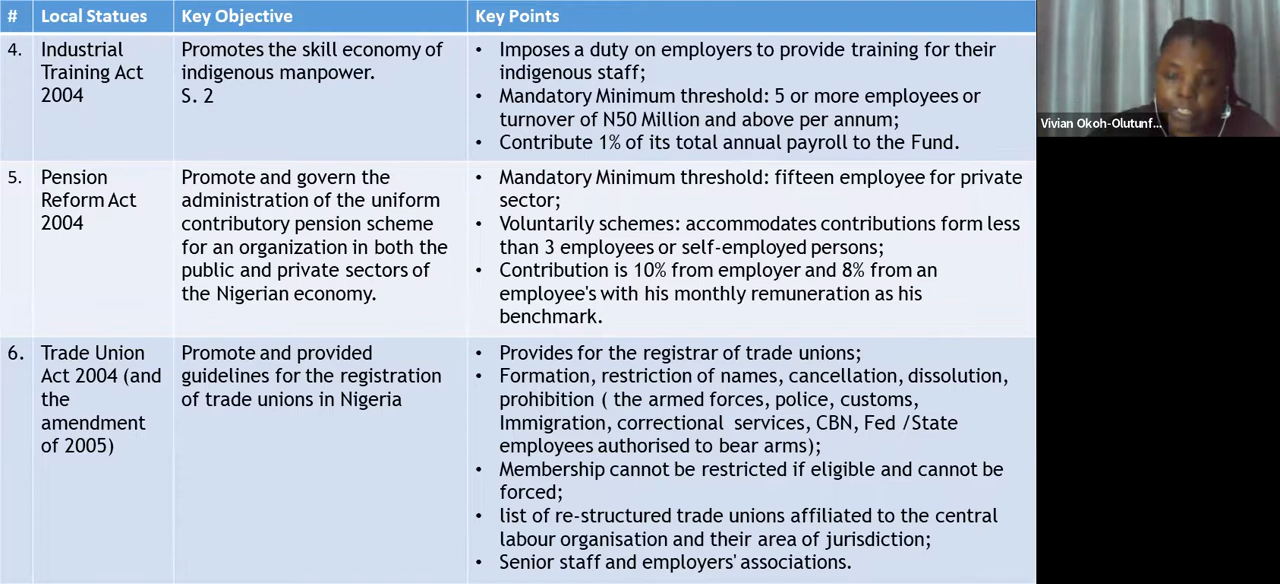 # Local Statues Key Objective Key Points
4. Industrial
Training Act
2004
Promotes the skill economy of
indigenous manpower.
S. 2
• Imposes a duty on employers to provide training for their
indigenous staff;
• Mandatory Minimum threshold: 5 or more employees or
turnover of N50 Million and above per annum;
• Contribute 1% of its total annual payroll to the Fund.
5. Pension
Reform Act
2004
Promote and govern the
administration of the uniform
contributory pension scheme
for an organization in both the
public and private sectors of
the Nigerian economy.
• Mandatory Minimum threshold: fifteen employee for private
sector;
• Voluntarily schemes: accommodates contributions form less
than 3 employees or self-employed persons;
• Contribution is 10% from employer and 8% from an
employee's with his monthly remuneration as his
benchmark.
6. Trade Union
Act 2004 (and
the
amendment
of 2005)
Promote and provided
guidelines for the registration
of trade unions in Nigeria
• Provides for the registrar of trade unions;
• Formation, restriction of names, cancellation, dissolution,
prohibition ( the armed forces, police, customs,
Immigration, correctional services, CBN, Fed /State
employees authorised to bear arms);
• Membership cannot be restricted if eligible and cannot be
forced;
• list of re-structured trade unions affiliated to the central
labour organisation and their area of jurisdiction;
• Senior staff and employers' associations.
Vivian Okoh-Olutunf...